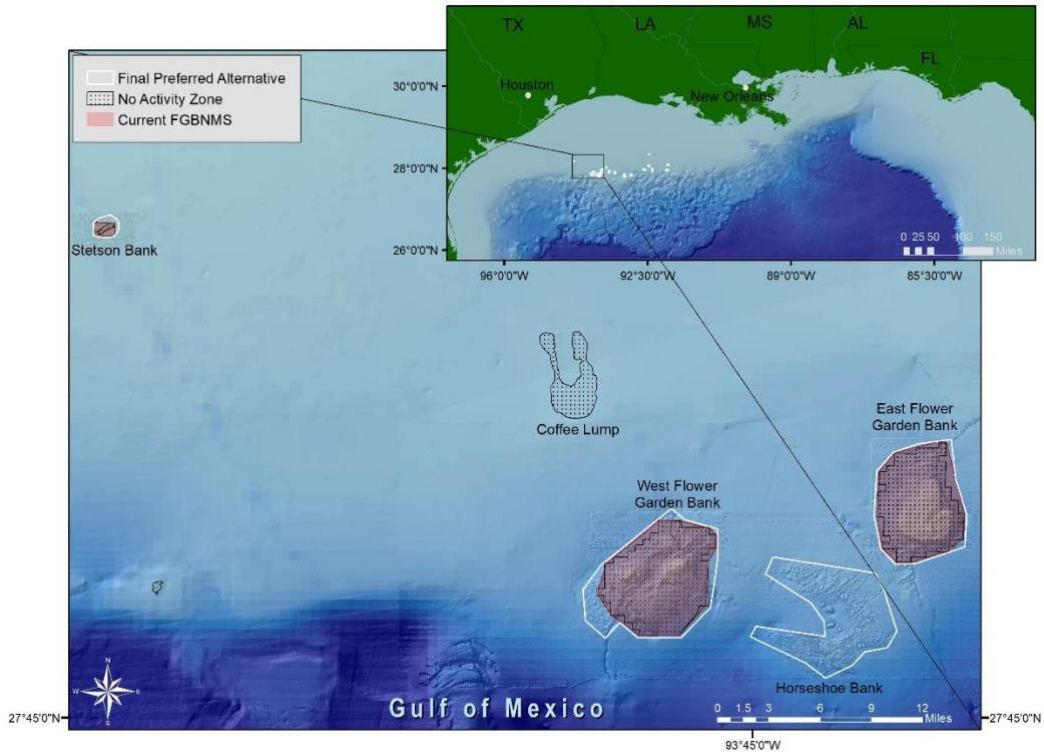 Final Preferred Alternative
No Activity Zone
Current FGBNMS
TX
LA
MS
AL
FL
Houston
New Orleans
30°0'0"N
28°0'0"N
26°0'0"N
0 25 50 100 150
Miles
96°0'0"W
92°30'0"W
89°0'0"W
85°30'0"W
Stetson Bank
Coffee Lump
East Flower
Garden Bank
West Flower
Garden Bank
Horseshoe Bank
N
W
E
S
Gulf of Mexico
0 1.5 3 6 9 12
Miles
27°45'0"N
27°45'0"N
93°45'0"W